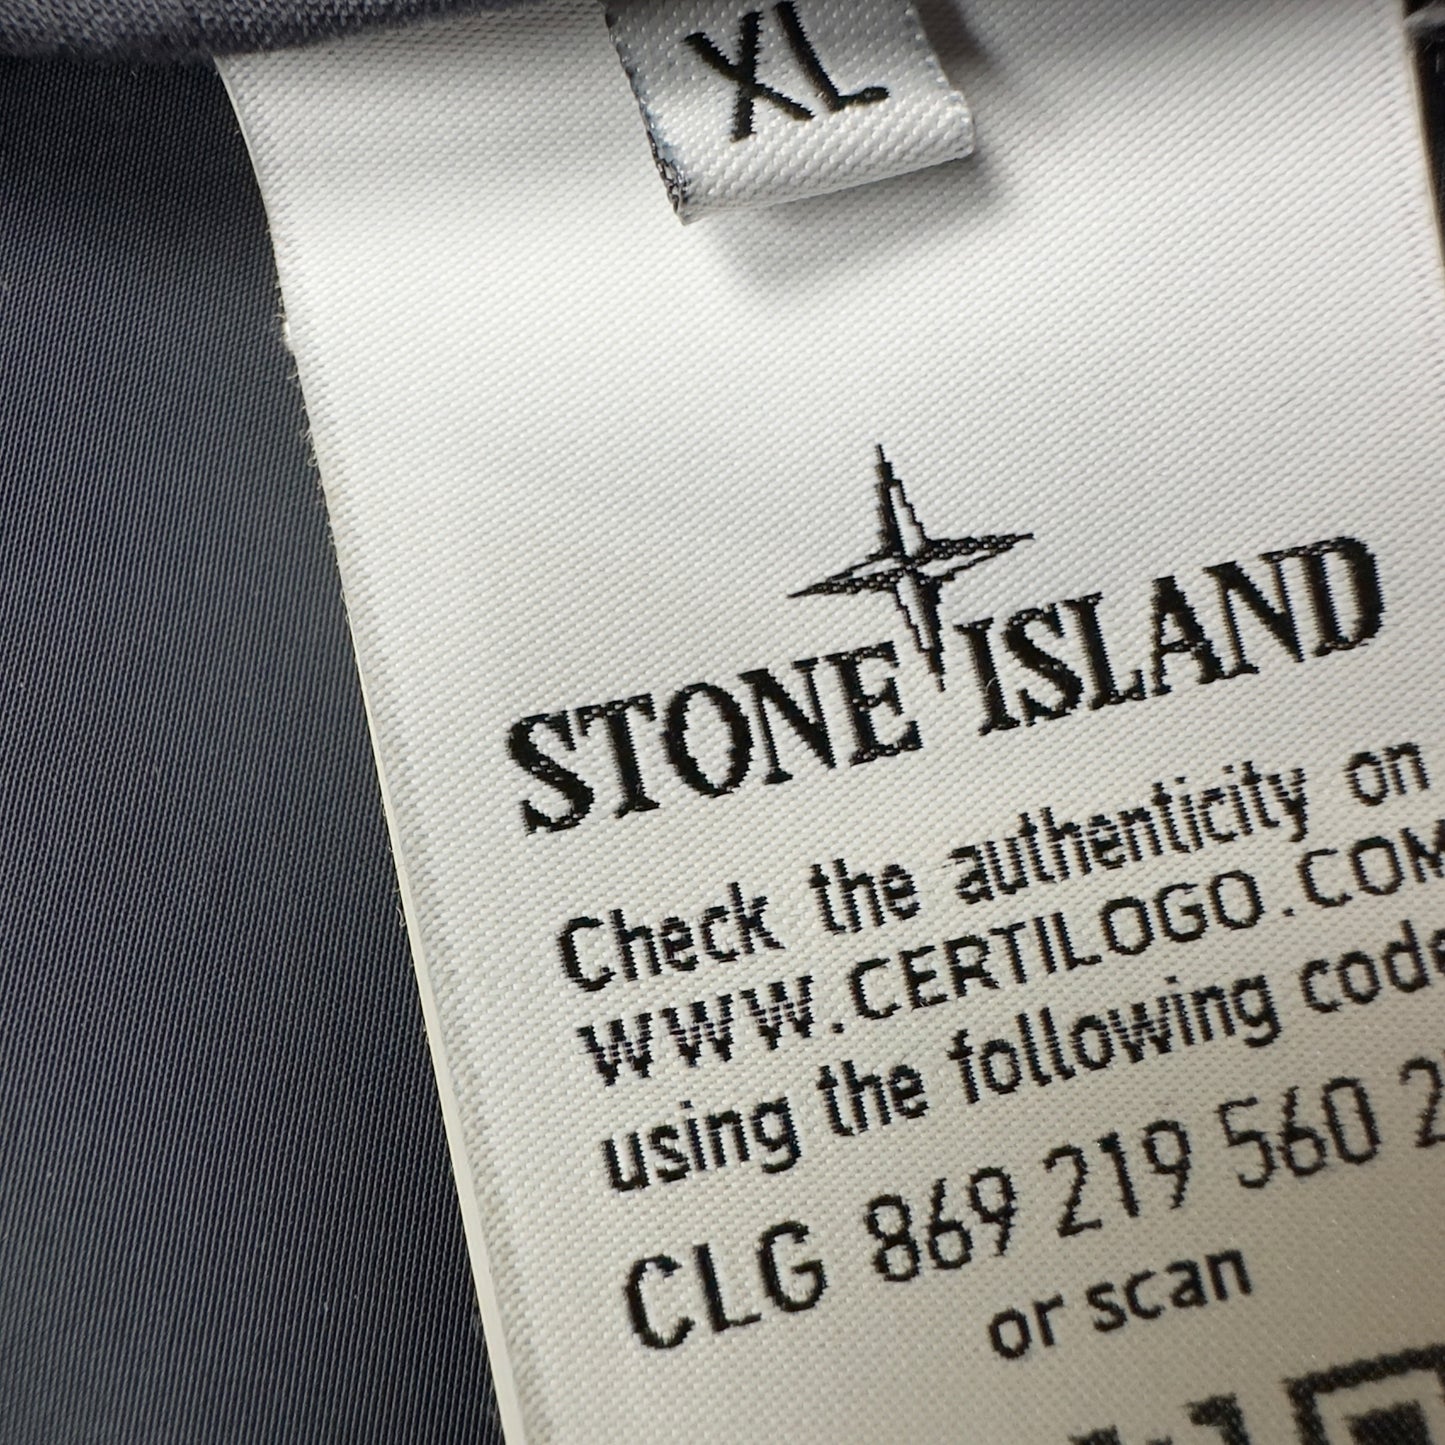 XL
STONE ISLAND
Check the authenticity on
WWW.CERTILOGO.COM
using the following code
CLG 869 219 560 2
or scan